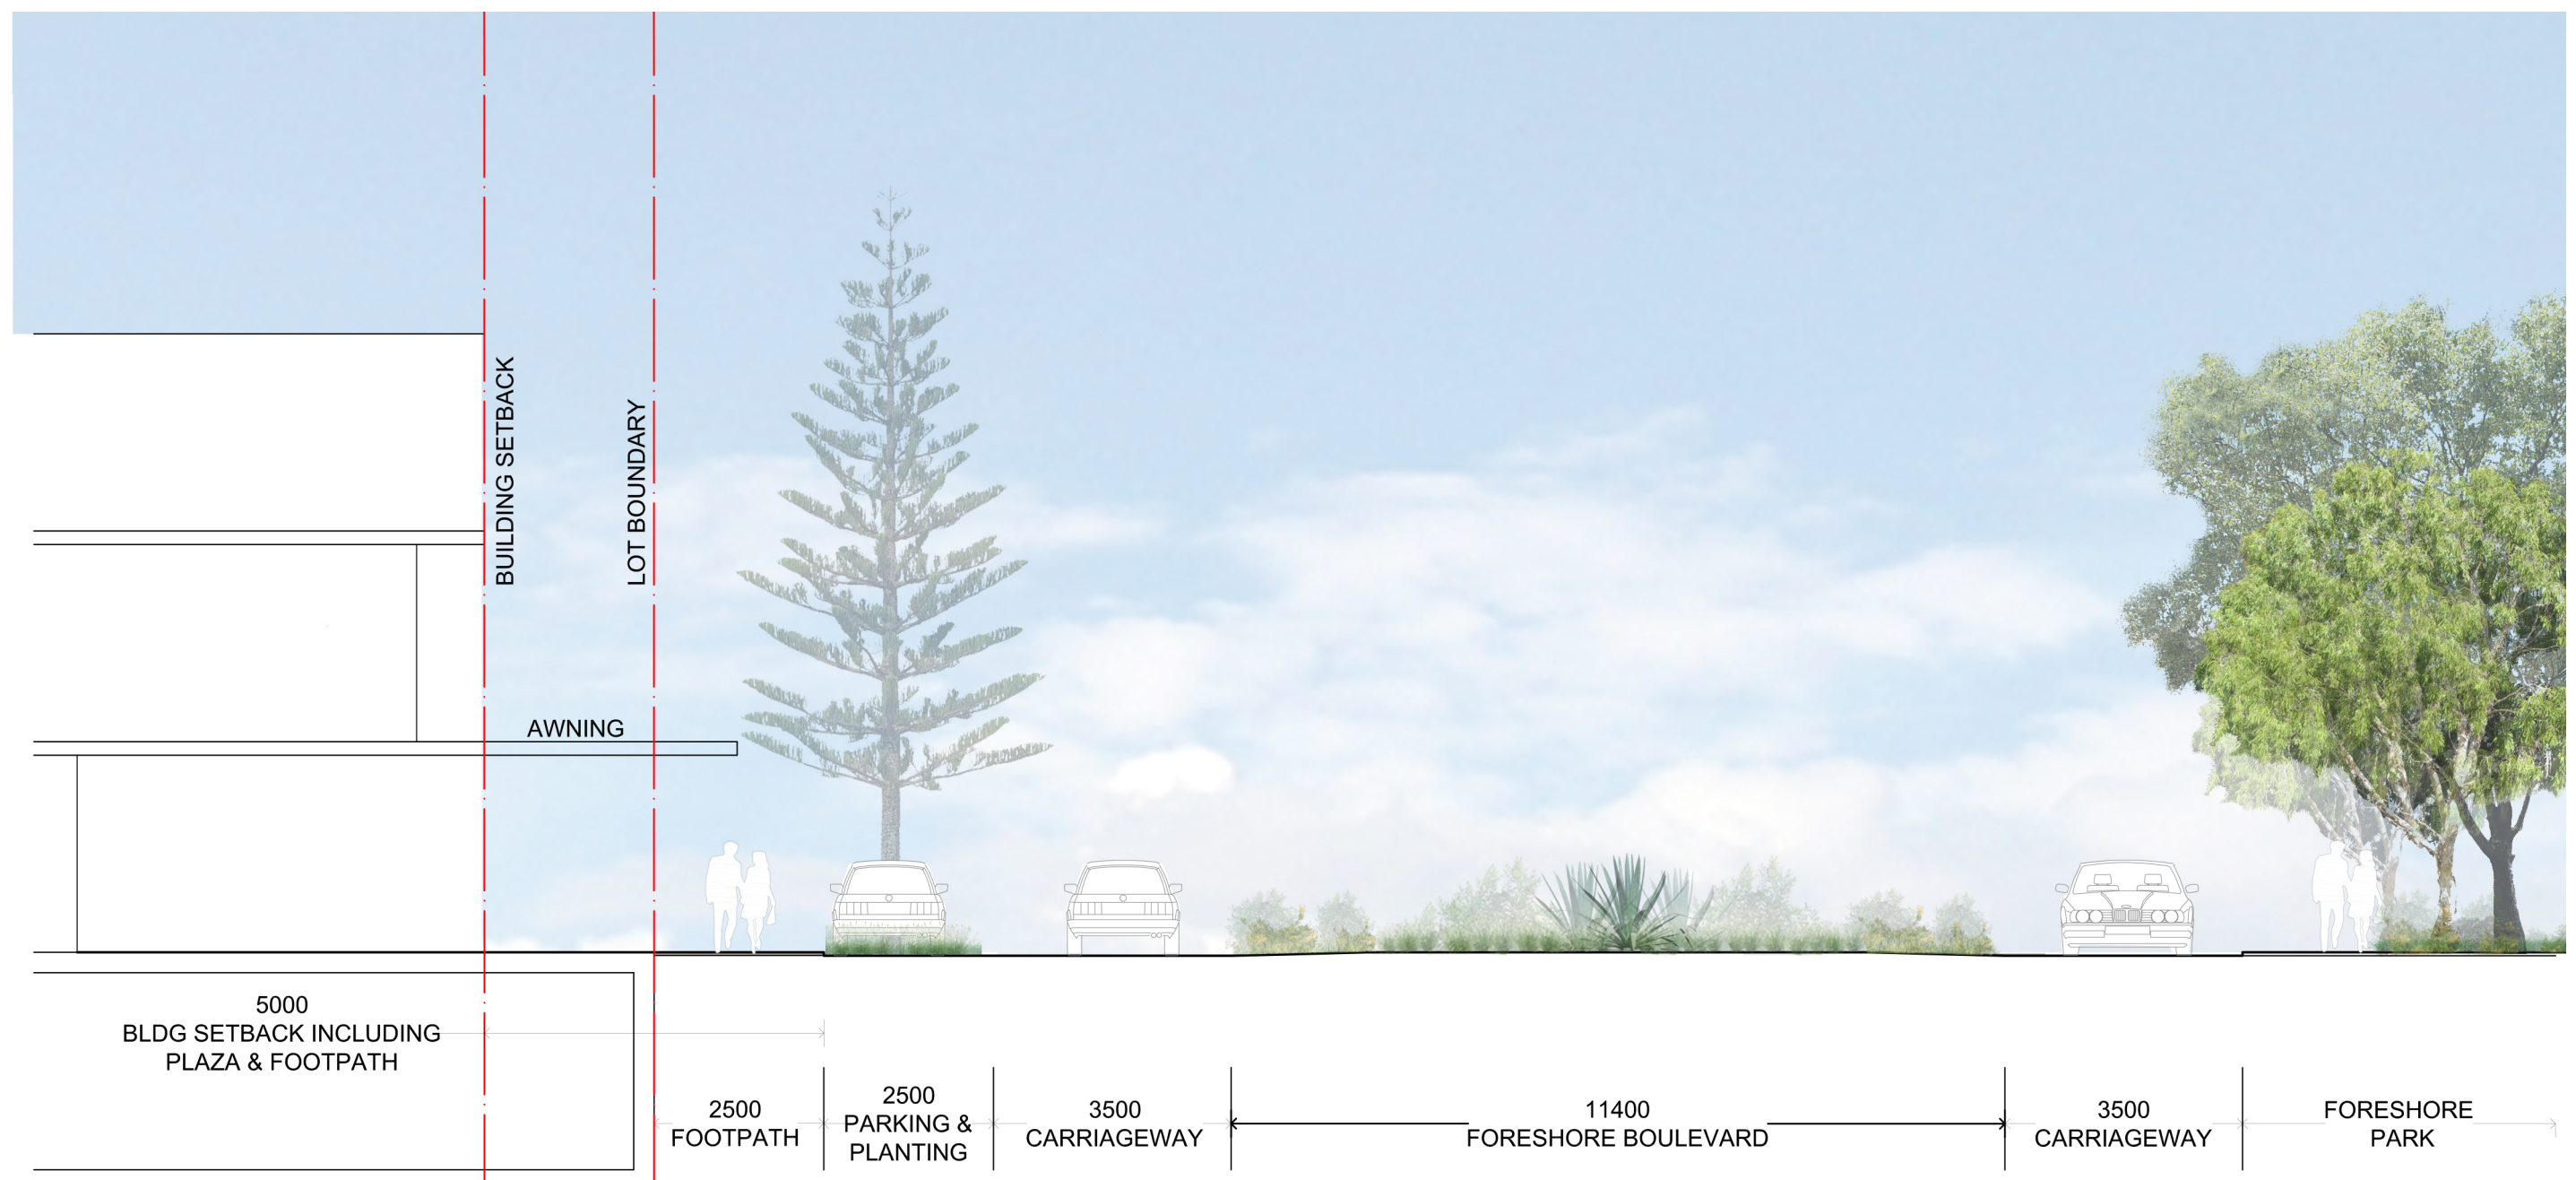 BUILDING SETBACK
LOT BOUNDARY
AWNING
5000
BLDG SETBACK INCLUDING
PLAZA & FOOTPATH
2500
FOOTPATH
2500
PARKING &
PLANTING
3500
CARRIAGEWAY
11400
FORESHORE BOULEVARD
3500
CARRIAGEWAY
FORESHORE
PARK